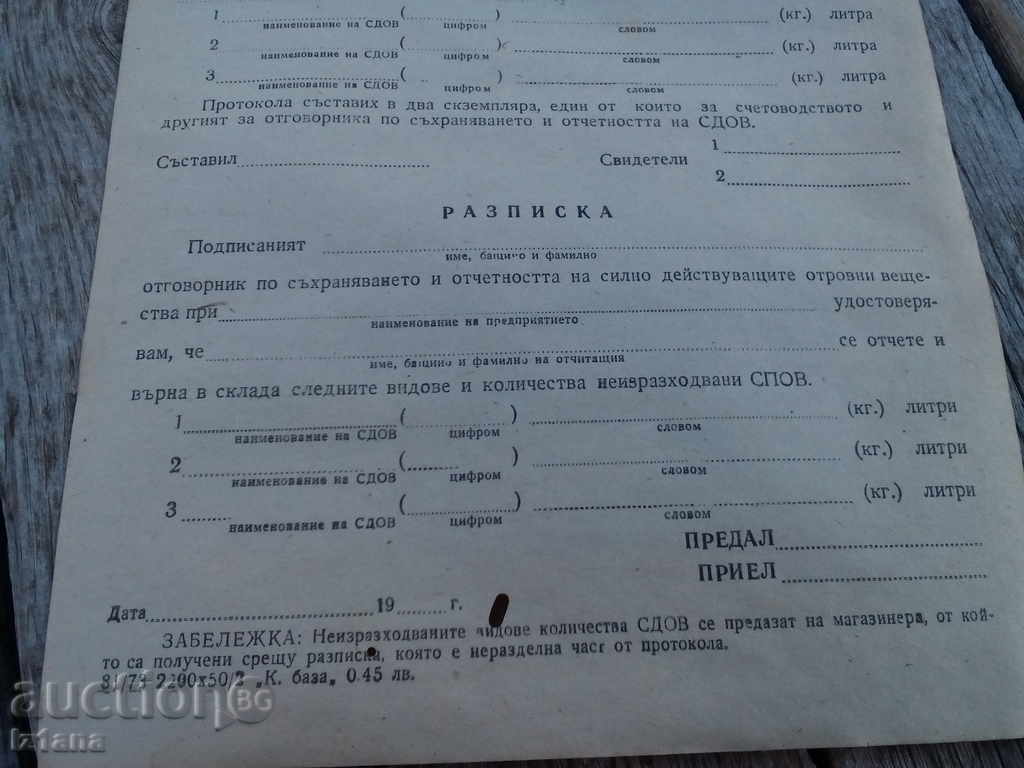 1 ( ) (кг.) литра
наименование на СДОВ цифром словом
2 ( ) (кг.) литра
наименование на СДОВ цифром словом
3 ( ) (кг.) литра
наименование на СДОВ цифром словом
Протокола съставих в два скземпляра, един от които за счетоводството и
другият за отговорника по съхраняването и отчетността на СДОВ.
Съставил Свидетели 1
2
РАЗПИСКА
Подписаният
име, бащино и фамилно
отговорник по съхраняването и отчетността на силно действуващите отровни веще-
ства при удостоверя-
наименование на предприятието
вам, че се отчете и
име, бащино и фамилно на отчитащия
върна в склада следните видове и количества неизразходвани СПОВ.
1 ( ) (кг.) литри
наименование на СДОВ цифром словом
2 ( ) (кг.) литри
наименование на СДОВ цифром словом
3 ( ) (кг.) литри
наименование на СДОВ цифром словом
ПРЕДАЛ
ПРИЕЛ
Дата 19 г.
ЗАБЕЛЕЖКА: Неизразходваните видове количества СДОВ се предазат на магазинера, от кой-
то са получени срещу разписка, която е неразделна част от протокола.
81/73 2200х50/2 „К. база„ 0.45 лв.
auction BG
Iziana